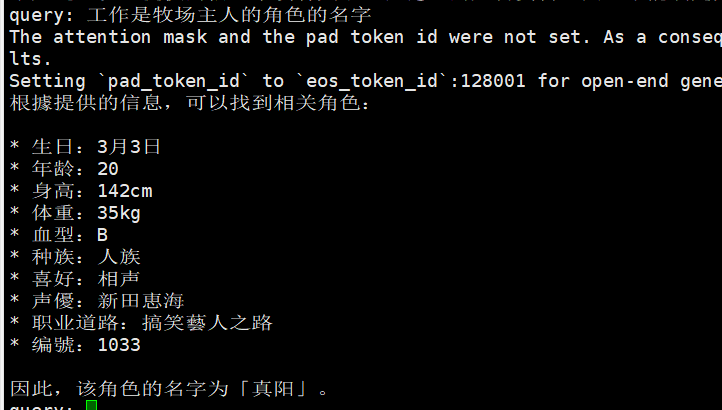 query: 工作是牧场主人的角色的名字
The attention mask and the pad token id were not set. As a conseq
lts.
Setting `pad_token_id` to `eos_token_id`:128001 for open-end gene
根據提供的信息，可以找到相关角色：
* 生日：3月3日
* 年龄：20
* 身高：142cm
* 体重：35kg
* 血型：B
* 种族：人族
* 喜好：相声
* 声優：新田恵海
* 职业道路：搞笑藝人之路
* 编號：1033
因此，该角色的名字为「真阳」。
query: